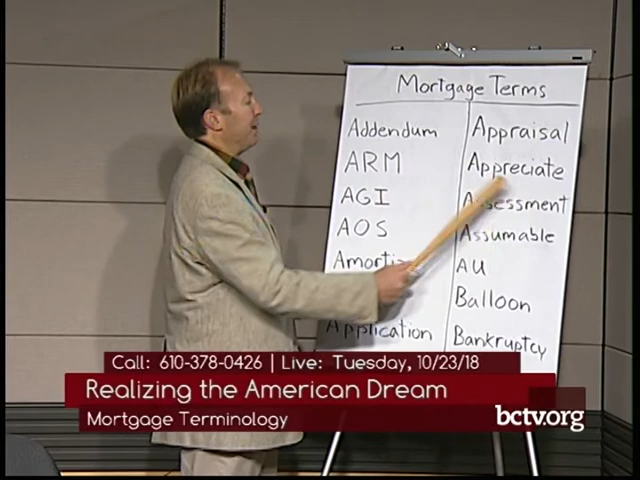 Mortgage Terms
Addendum
ARM
AGI
AOS
Application
Appraisal
Appreciate
Assessment
Assumable
AU
Balloon
Bankruptcy
Call: 610-378-0426 | Live: Tuesday, 10/23/18
Realizing the American Dream
Mortgage Terminology
bctv.org